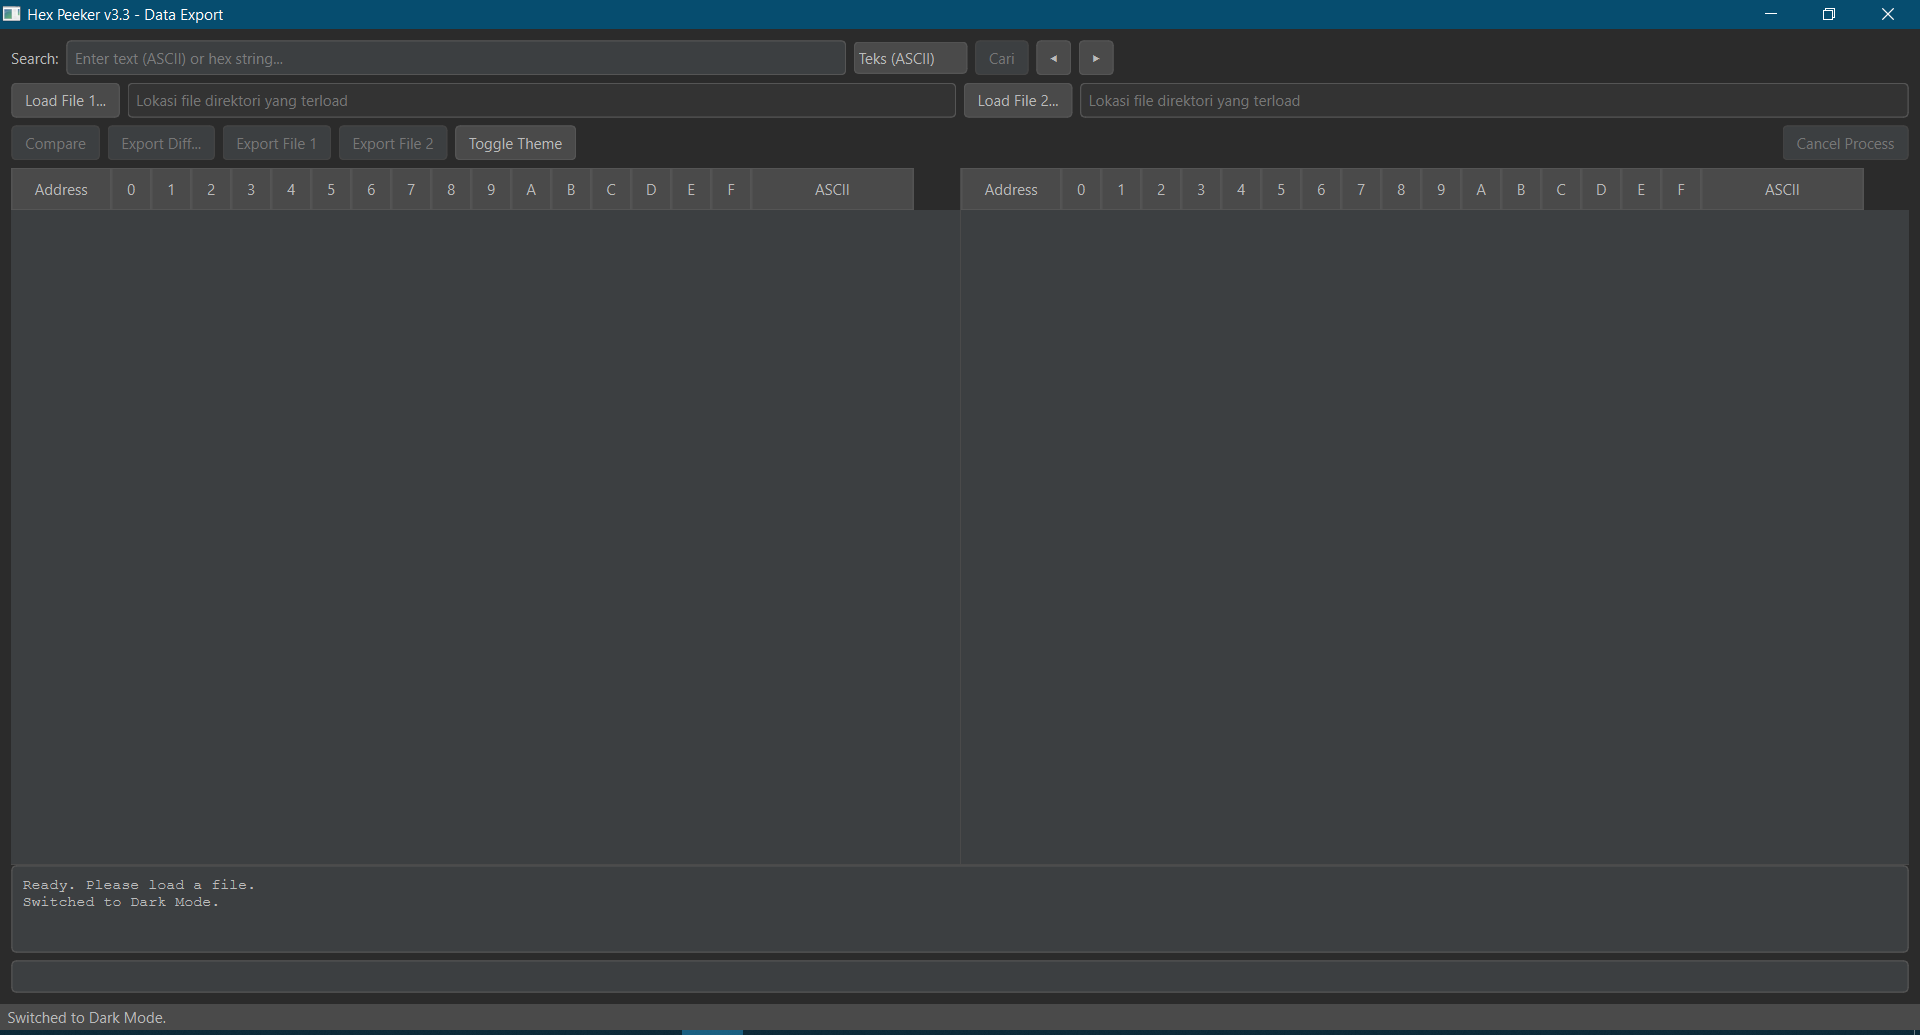 Hex Peeker v3.3 - Data Export
Search: Enter text (ASCII) or hex string... Teks (ASCII) Cari ◄ ►
Load File 1... Lokasi file direktori yang terload Load File 2... Lokasi file direktori yang terload
Compare Export Diff... Export File 1 Export File 2 Toggle Theme Cancel Process
Address 0 1 2 3 4 5 6 7 8 9 A B C D E F ASCII Address 0 1 2 3 4 5 6 7 8 9 A B C D E F ASCII
Ready. Please load a file.
Switched to Dark Mode.
Switched to Dark Mode.